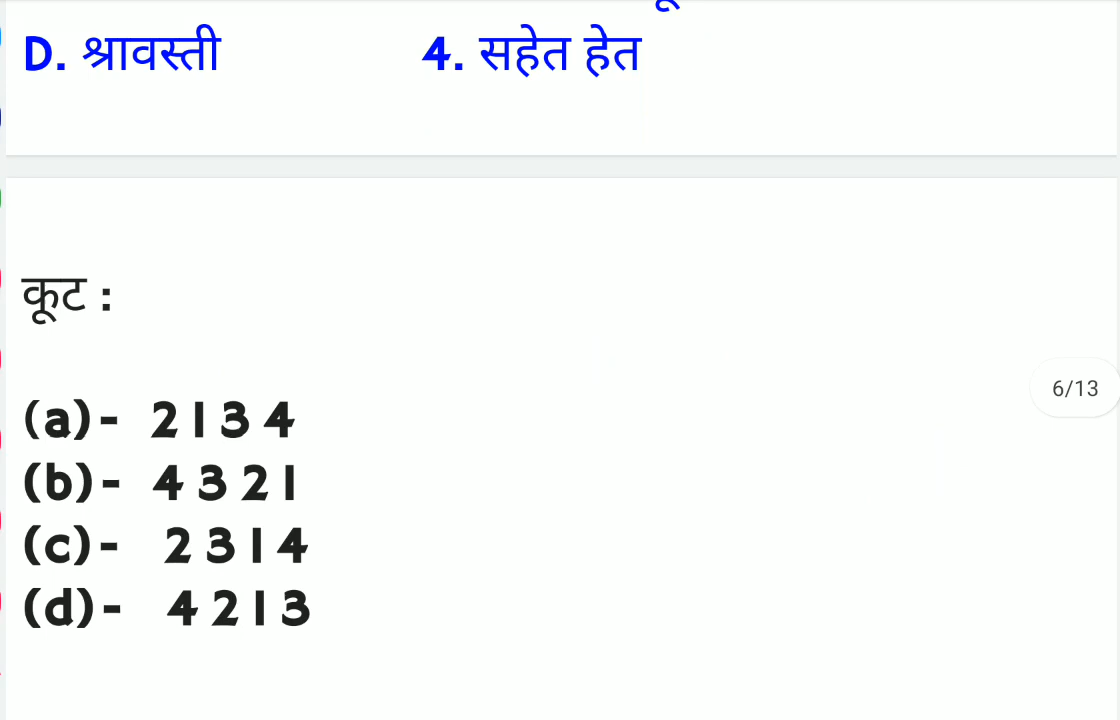 D. श्रावस्ती 4. सहेत हेत
कूट :
6/13
(a)- 2 1 3 4
(b)- 4 3 2 1
(c)- 2 3 1 4
(d)- 4 2 1 3